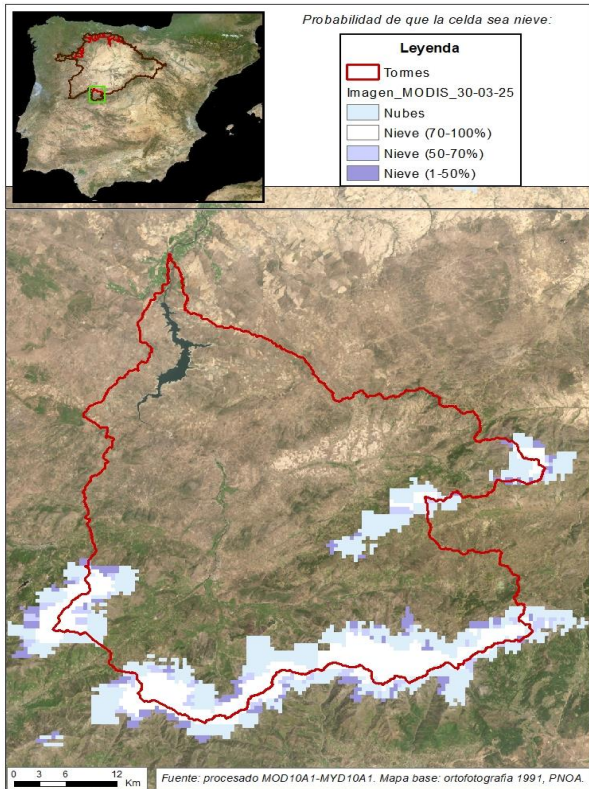 Probabilidad de que la celda sea nieve:
Leyenda
Tormes
Imagen_MODIS_30-03-25
Nubes
Nieve (70-100%)
Nieve (50-70%)
Nieve (1-50%)
0 3 6 12
Km
Fuente: procesado MOD10A1-MYD10A1. Mapa base: ortofotografia 1991, PNOA.